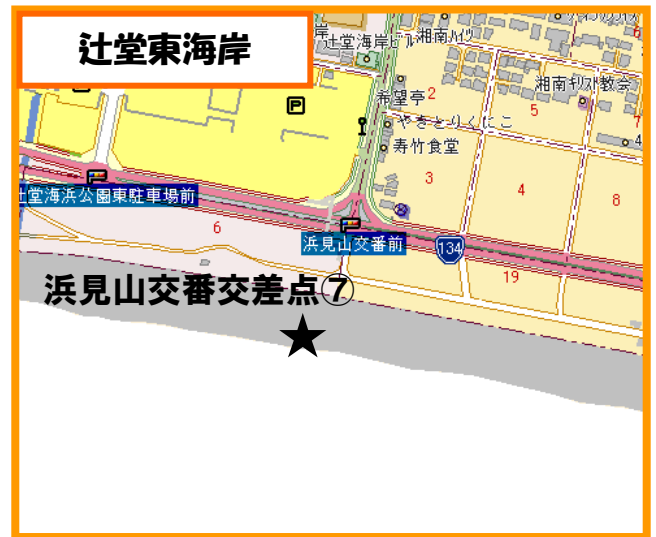 辻堂東海岸
辻堂海岸ビル
湘南ハイツ
湘南キリスト教会
希望亭
2
やきとりくにこ
寿竹食堂
5
7
4
3
4
8
P
辻堂海浜公園東駐車場前
6
浜見山交番前
134
19
浜見山交番交差点⑦